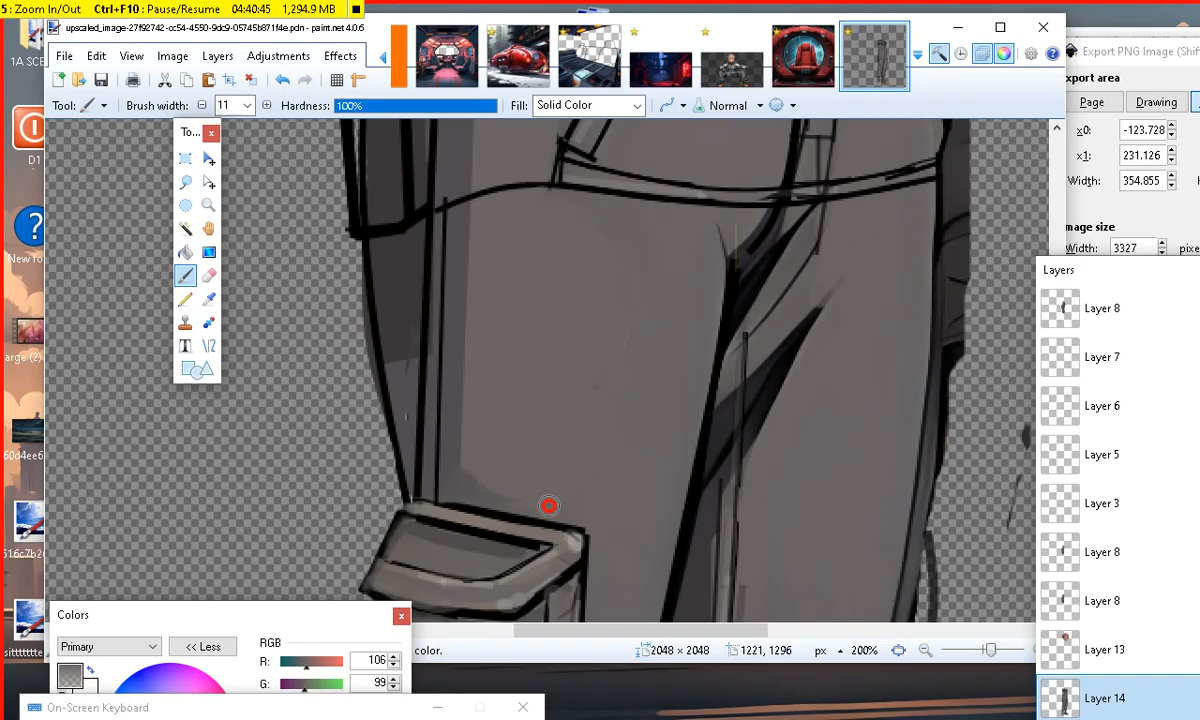 5: Zoom In/Out Ctrl+F10: Pause/Resume 04:40:45 1,294.9 MB
upscaled_image-27f92742-cc54-4550-9dc9-05745b871f4e.pdn - paint.net 4.0.6
File Edit View Image Layers Adjustments Effects
Tool: Brush width: 11 Hardness: 100% Fill: Solid Color Normal
To...
1A SCE
D1
New fo
arge (2)
60d4ee6
516c7b2
sitttttttte
Export PNG Image (Shif
xport area
Page Drawing
x0: -123.728
x1: 231.126
Width: 354.855
mage size
Width: 3327 pixe
Layers
Layer 8
Layer 7
Layer 6
Layer 5
Layer 3
Layer 8
Layer 8
Layer 13
Layer 14
color. 2048 × 2048 1221, 1296 px 200%
Colors
Primary << Less RGB
R: 106
G: 99
On-Screen Keyboard